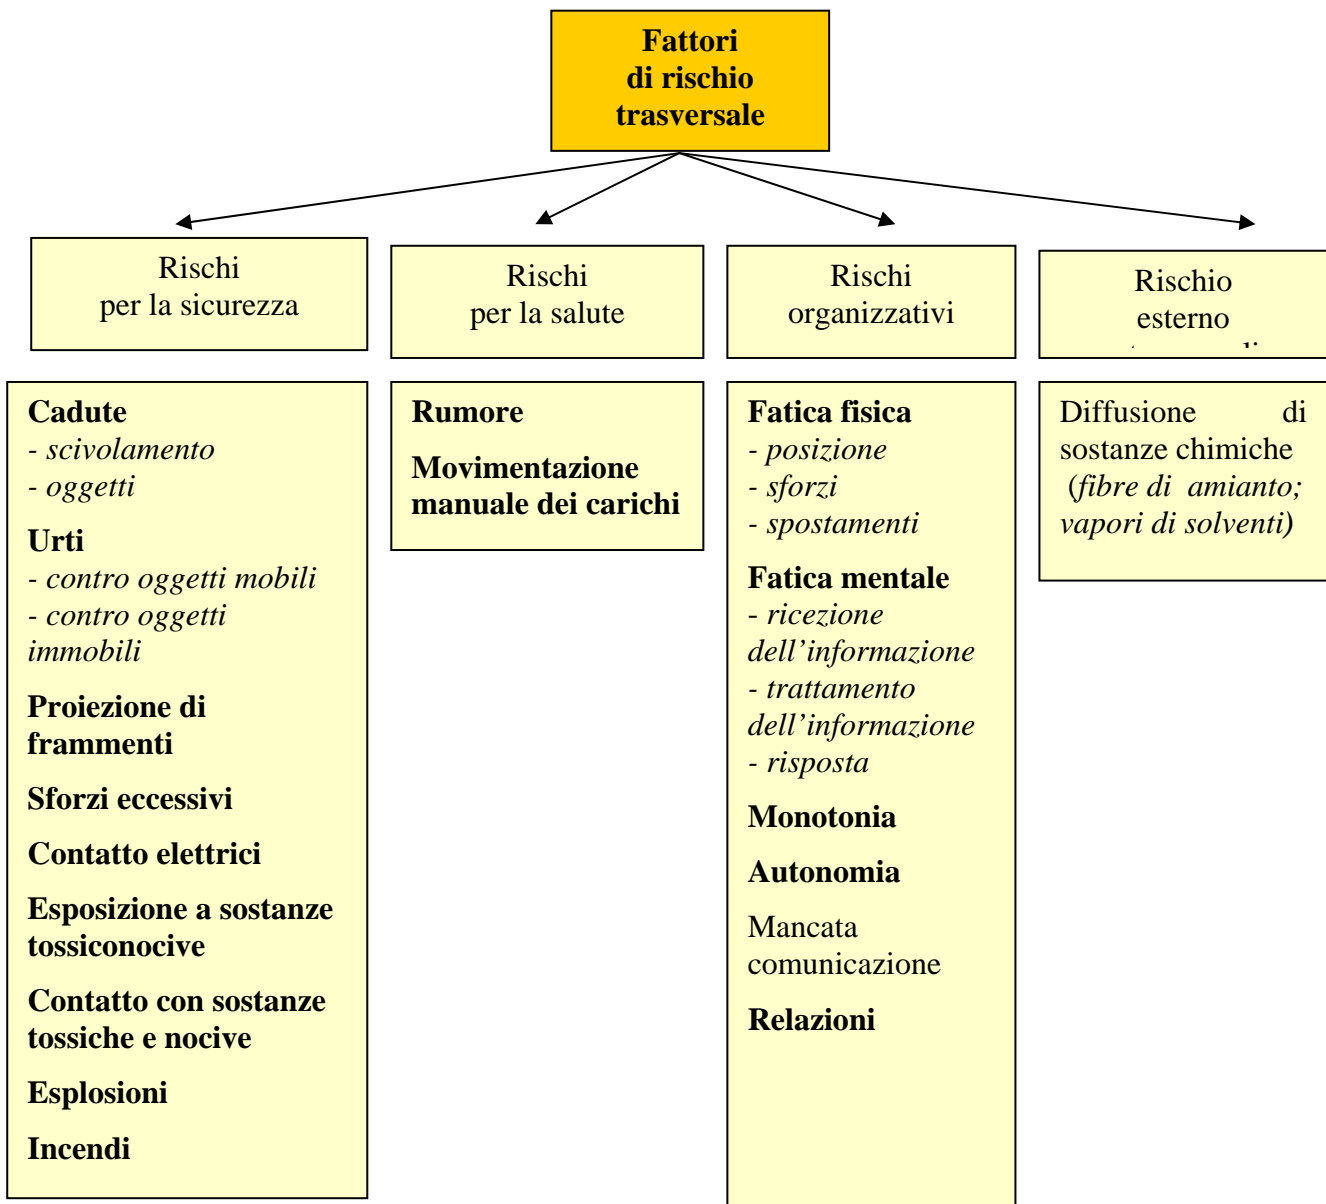 Fattori
di rischio
trasversale
Rischi
per la sicurezza
Rischi
per la salute
Rischi
organizzativi
Rischio
esterno
Cadute
- scivolamento
- oggetti
Urti
- contro oggetti mobili
- contro oggetti
immobili
Proiezione di
frammenti
Sforzi eccessivi
Contatto elettrici
Esposizione a sostanze
tossiconocive
Contatto con sostanze
tossiche e nocive
Esplosioni
Incendi
Rumore
Movimentazione
manuale dei carichi
Fatica fisica
- posizione
- sforzi
- spostamenti
Fatica mentale
- ricezione
dell’informazione
- trattamento
dell’informazione
- risposta
Monotonia
Autonomia
Mancata
comunicazione
Relazioni
Diffusione di
sostanze chimiche
(fibre di amianto;
vapori di solventi)